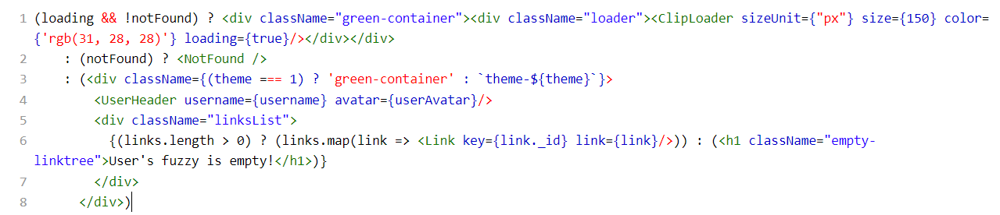 1 (loading && !notFound) ? <div className="green-container"><div className="loader"><ClipLoader sizeUnit={"px"} size={150} color=
{'rgb(31, 28, 28)'} loading={true}/></div></div>
2     : (notFound) ? <NotFound />
3     : (<div className={(theme === 1) ? 'green-container' : `theme-${theme}`}>
4         <UserHeader username={username} avatar={userAvatar}/>
5         <div className="linksList">
6           {(links.length > 0) ? (links.map(link => <Link key={link._id} link={link}/>)) : (<h1 className="empty-
linktree">User's fuzzy is empty!</h1>)}
7         </div>
8       </div>)